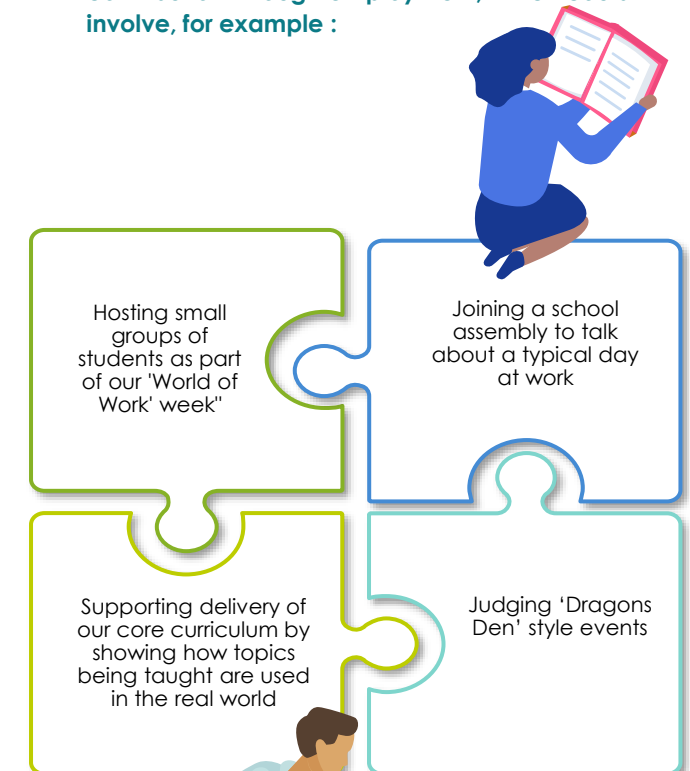 involve, for example :
Hosting small
groups of
students as part
of our 'World of
Work' week"
Joining a school
assembly to talk
about a typical day
at work
Supporting delivery of
our core curriculum by
showing how topics
being taught are used
in the real world
Judging ‘Dragons
Den’ style events